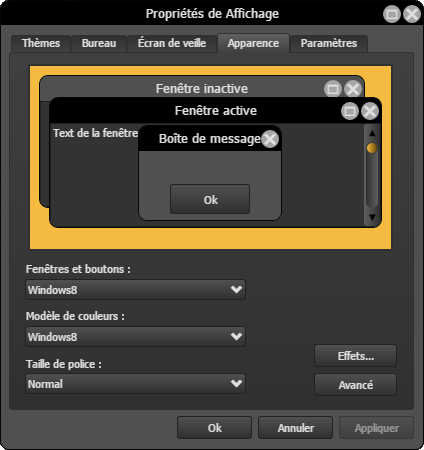 Propriétés de Affichage
Thèmes Bureau Écran de veille Apparence Paramètres
Fenêtre inactive
Fenêtre active
Text de la fenêtre
Boîte de message
Ok
Fenêtres et boutons :
Windows8
Modèle de couleurs :
Windows8
Taille de police :
Normal
Effets...
Avancé
Ok Annuler Appliquer